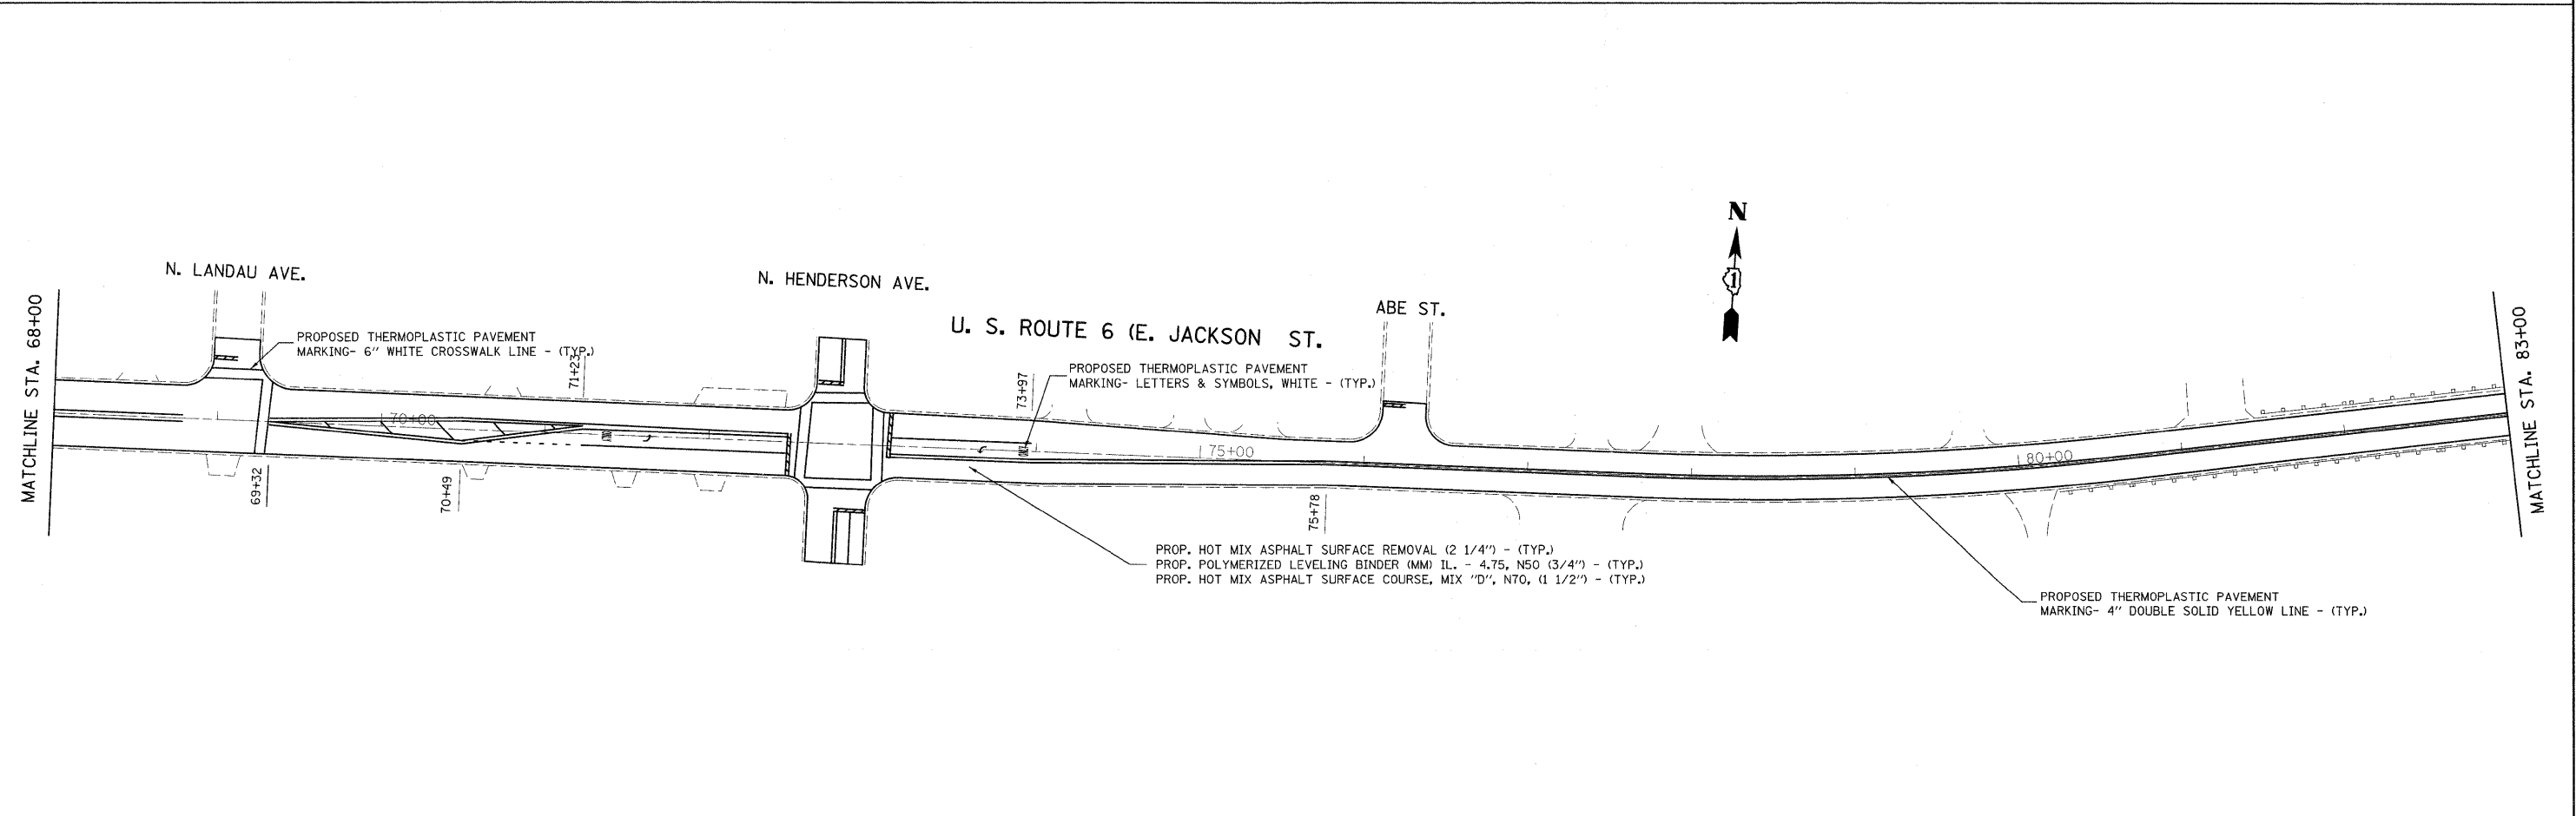 N
N. LANDAU AVE.
N. HENDERSON AVE.
ABE ST.
U. S. ROUTE 6 (E. JACKSON ST.
MATCHLINE STA. 68+00
MATCHLINE STA. 83+00
PROPOSED THERMOPLASTIC PAVEMENT
MARKING- 6" WHITE CROSSWALK LINE - (TYP.)
71+23
PROPOSED THERMOPLASTIC PAVEMENT
MARKING- LETTERS & SYMBOLS, WHITE - (TYP.)
73+97
70+00
75+00
80+00
ONLY
69+32
70+49
75+78
1
PROP. HOT MIX ASPHALT SURFACE REMOVAL (2 1/4") - (TYP.)
PROP. POLYMERIZED LEVELING BINDER (MM) IL. - 4.75, N50 (3/4") - (TYP.)
PROP. HOT MIX ASPHALT SURFACE COURSE, MIX "D", N70, (1 1/2") - (TYP.)
PROPOSED THERMOPLASTIC PAVEMENT
MARKING- 4" DOUBLE SOLID YELLOW LINE - (TYP.)